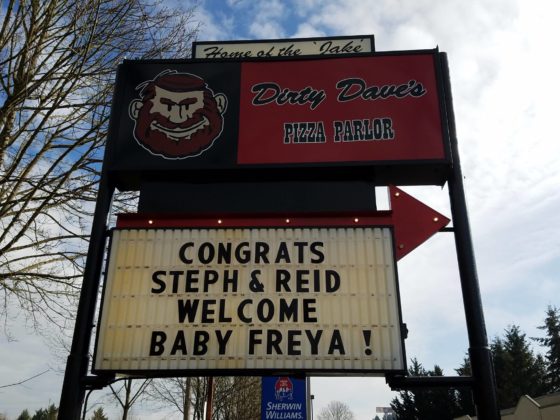 Home of the 'Jake'
Dirty Dave's
PIZZA PARLOR
CONGRATS
STEPH & REID
WELCOME
BABY FREYA !
SHERWIN
WILLIAMS.